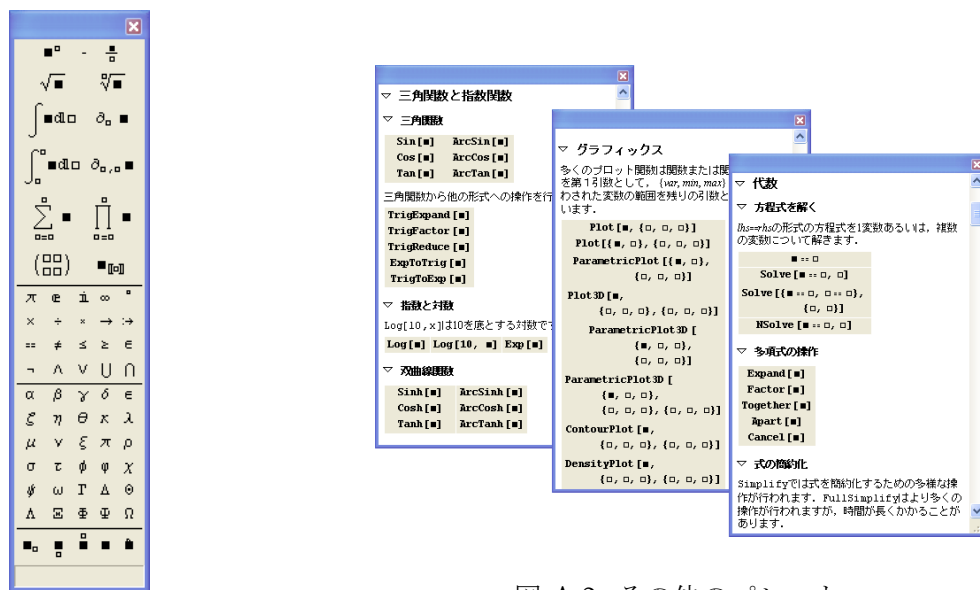 ■□ - ■/□
√■ □√■
∫■ⅆ□ ∂□ ■
∫■ⅆ□ ∂□,□ ■
∑ ■ ∏ ■
□=□ □=□
(□□) ■〚□〛
π ⅇ ⅈ ∞ °
× ÷ × → :→
== ≠ ≤ ≥ ∈
¬ ∧ ∨ ∪ ∩
α β γ δ ϵ
ζ η θ κ λ
μ ν ξ π ρ
σ τ ϕ φ χ
ψ ω Γ Δ Θ
Λ Ξ Φ Ψ Ω
▽ 三角関数と指数関数
▽ 三角関数
Sin[■] ArcSin[■]
Cos[■] ArcCos[■]
Tan[■] ArcTan[■]
三角関数から他の形式への操作を行
TrigExpand[■]
TrigFactor[■]
TrigReduce[■]
ExpToTrig[■]
TrigToExp[■]
▽ 指数と対数
Log[10,x]は10を底とする対数で
Log[■] Log[10, ■] Exp[■]
▽ 双曲線関数
Sinh[■] ArcSinh[■]
Cosh[■] ArcCosh[■]
Tanh[■] ArcTanh[■]
▽ グラフィックス
多くのプロット関数は関数または関
を第1引数として, {var, min, max}
わされた変数の範囲を残りの引数と
います.
Plot[■, {□, □, □}]
Plot[{■, □}, {□, □, □}]
ParametricPlot[{■, □},
{□, □, □}]
Plot3D[■,
{□, □, □}, {□, □, □}]
ParametricPlot3D[
{■, □, □},
{□, □, □}]
ParametricPlot3D[
{■, □, □},
{□, □, □}, {□, □, □}]
ContourPlot[■,
{□, □, □}, {□, □, □}]
DensityPlot[■,
{□, □, □}, {□, □, □}]
▽ 代数
▽ 方程式を解く
lhs==rhsの形式の方程式を1変数あるいは, 複数
の変数について解きます.
■ == □
Solve[■ == □, □]
Solve[{■ == □, □ == □},
{□, □}]
NSolve[■ == □, □]
▽ 多項式の操作
Expand[■]
Factor[■]
Together[■]
Apart[■]
Cancel[■]
▽ 式の簡約化
Simplifyでは式を簡約化するための多様な操
作が行われます. FullSimplifyはより多くの
操作が行われますが, 時間が長くかかることが
あります.